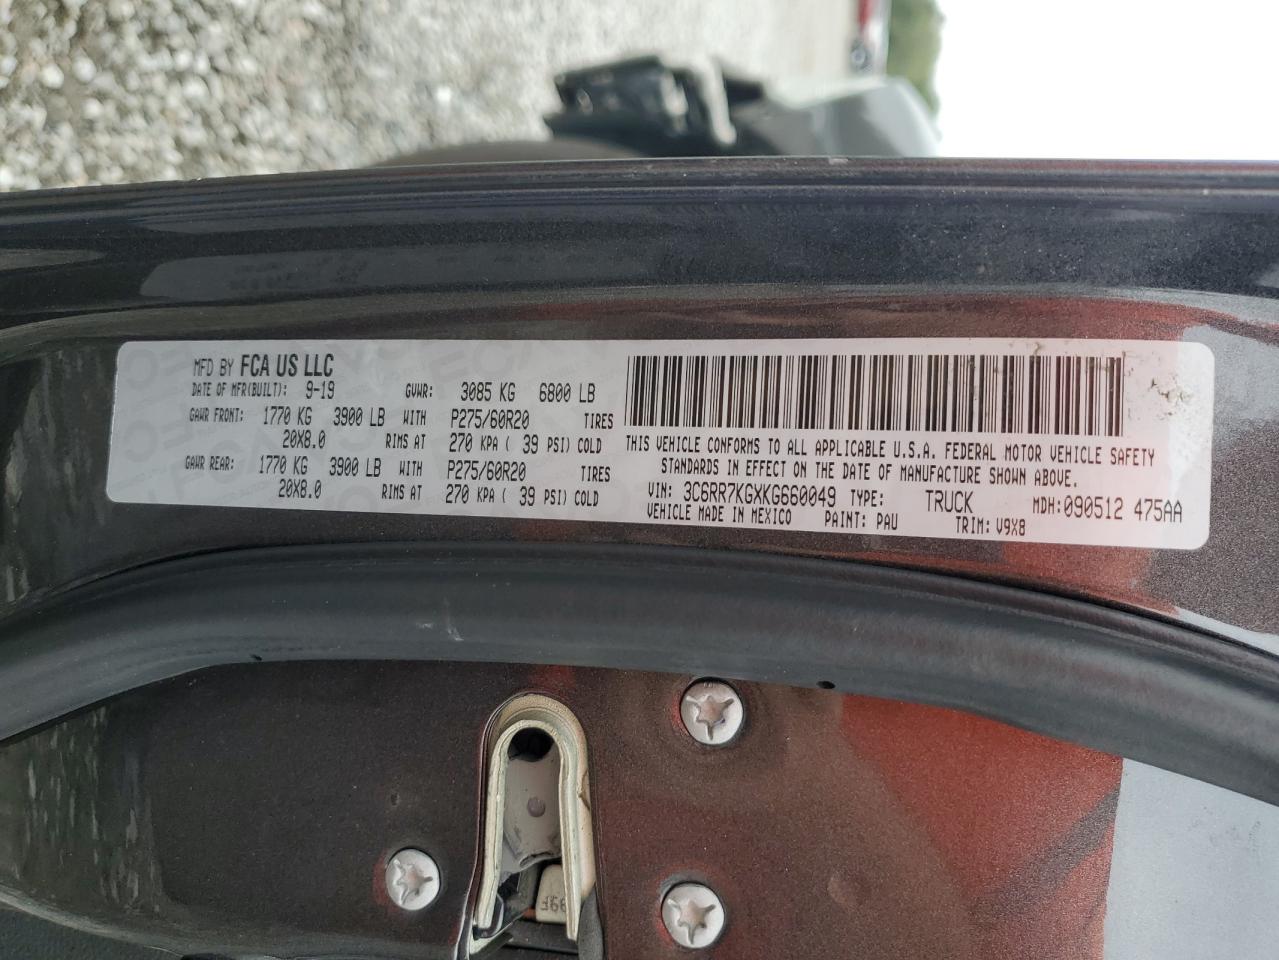 MFD BY FCA US LLC
DATE OF MFR(BUILT): 9-19 GVWR: 3085 KG 6800 LB
GAWR FRONT: 1770 KG 3900 LB WITH P275/60R20 TIRES
20X8.0 RIMS AT 270 KPA ( 39 PSI) COLD
GAWR REAR: 1770 KG 3900 LB WITH P275/60R20 TIRES
20X8.0 RIMS AT 270 KPA ( 39 PSI) COLD
THIS VEHICLE CONFORMS TO ALL APPLICABLE U.S.A. FEDERAL MOTOR VEHICLE SAFETY
STANDARDS IN EFFECT ON THE DATE OF MANUFACTURE SHOWN ABOVE.
VIN: 3C6RR7KGXKG660049 TYPE: TRUCK MDH: 090512 475AA
VEHICLE MADE IN MEXICO PAINT: PAU TRIM: V9X8